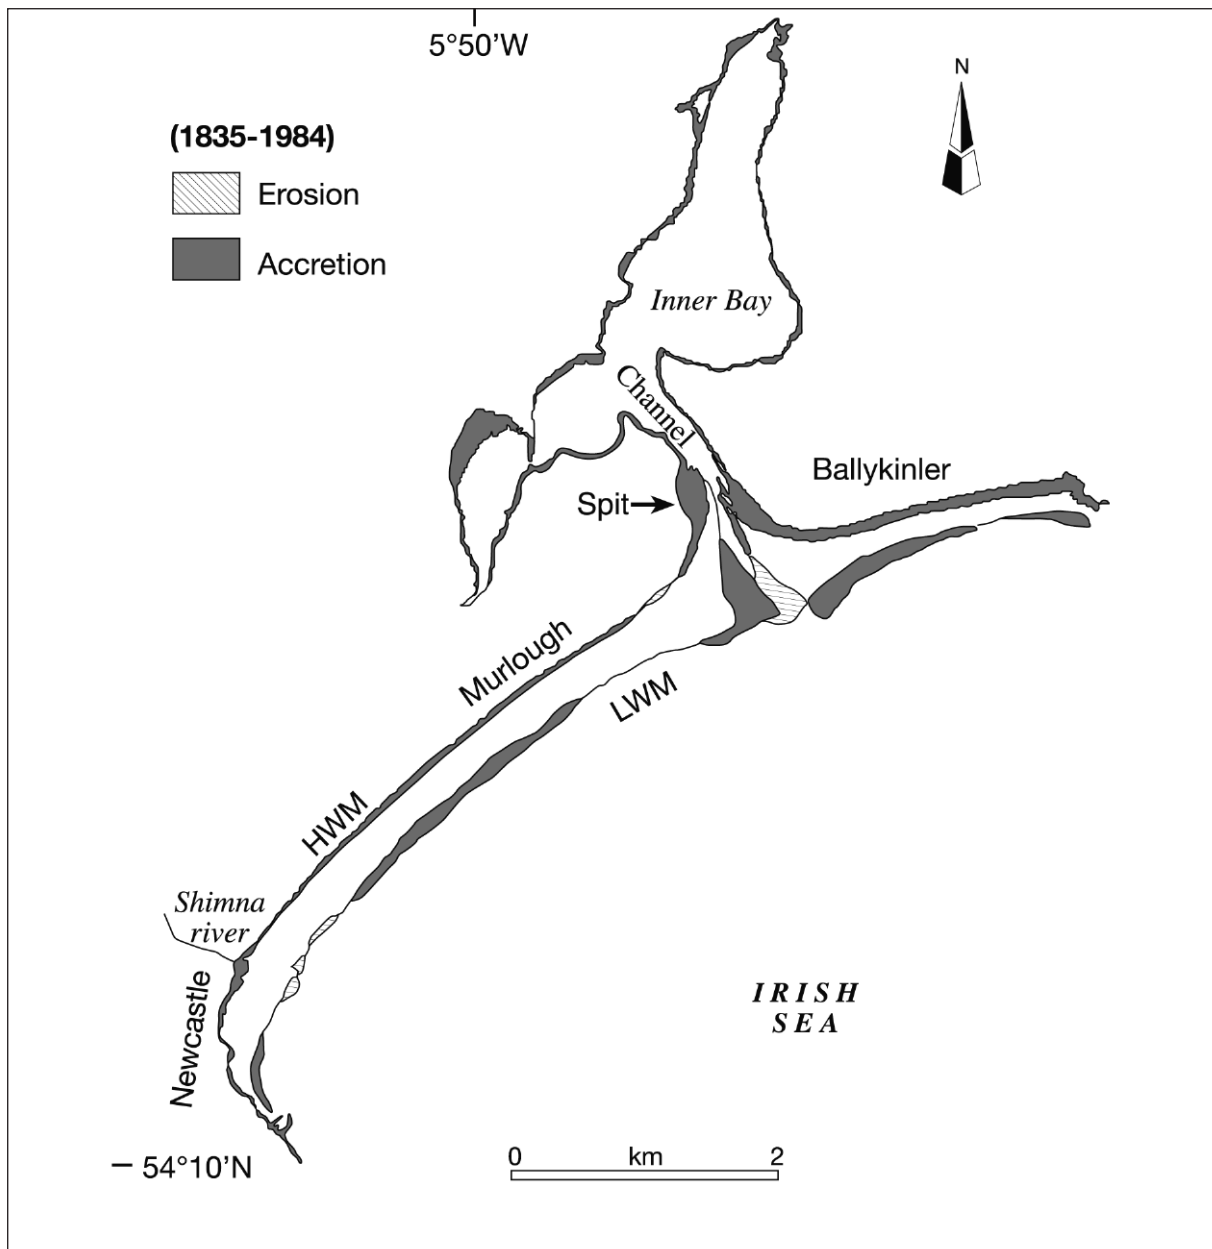 5°50'W
N
(1835-1984)
Erosion
Accretion
Inner Bay
Channel
Ballykinler
Spit
Murlough
LWM
HWM
Shimna
river
Newcastle
IRISH
SEA
0 km 2
54°10'N